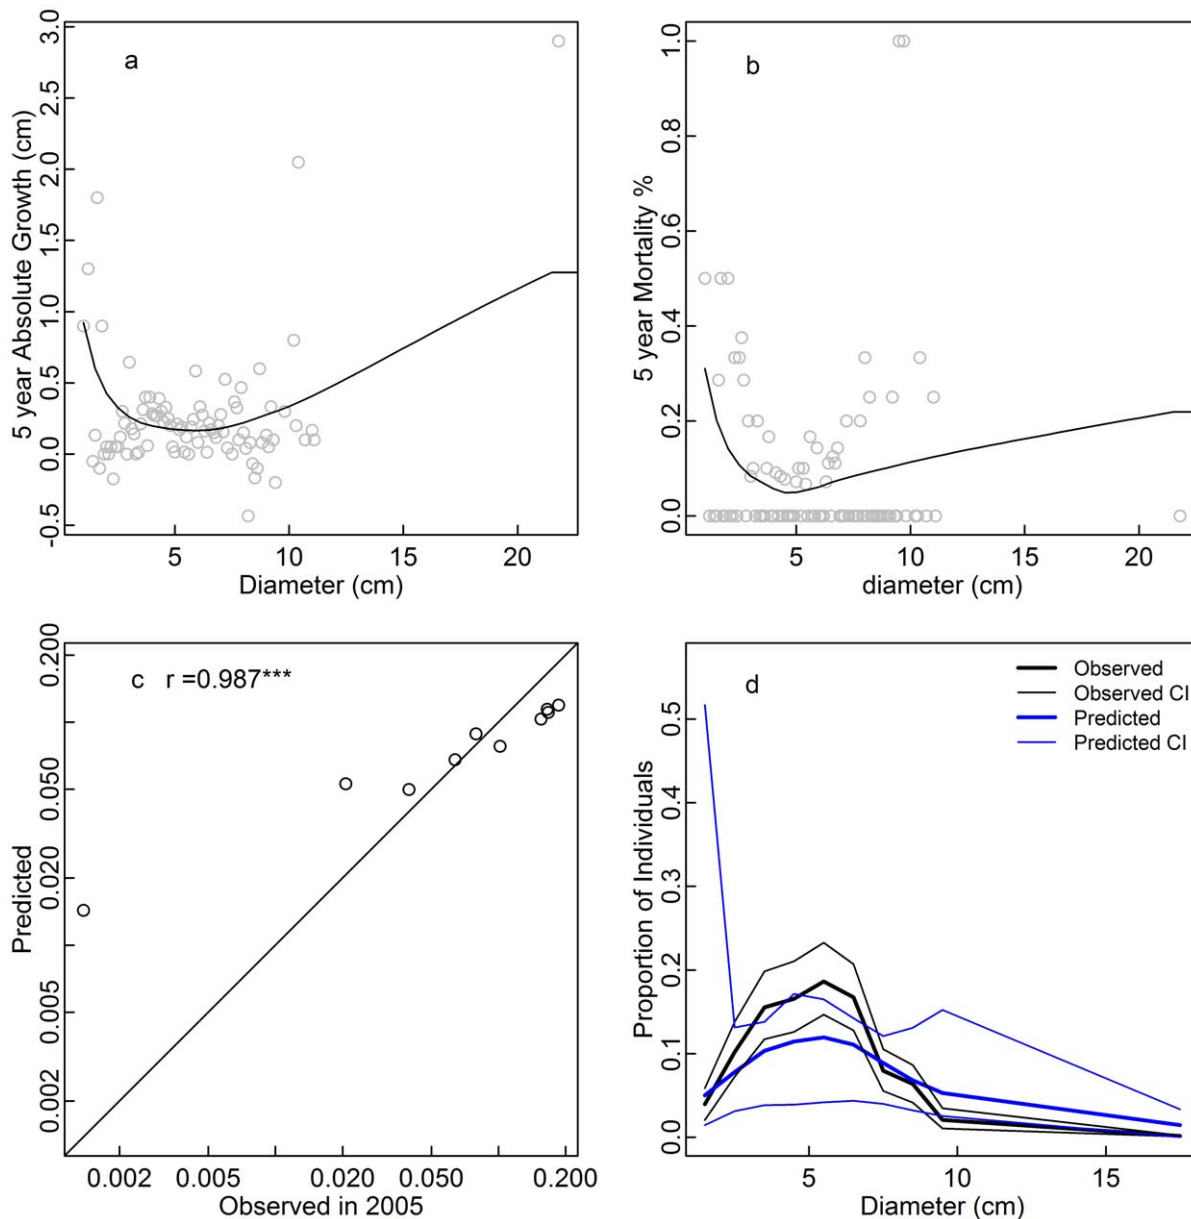 a
5 year Absolute Growth (cm)
3.0
2.5
2.0
1.5
1.0
0.5
0.0
-0.5
5 10 15 20
Diameter (cm)
b
5 year Mortality %
1.0
0.8
0.6
0.4
0.2
0.0
5 10 15 20
diameter (cm)
c r =0.987***
Predicted
0.200
0.050
0.020
0.005
0.002
0.002 0.005 0.020 0.050 0.200
Observed in 2005
d
Observed
Observed CI
Predicted
Predicted CI
Proportion of Individuals
0.5
0.4
0.3
0.2
0.1
0.0
5 10 15
Diameter (cm)